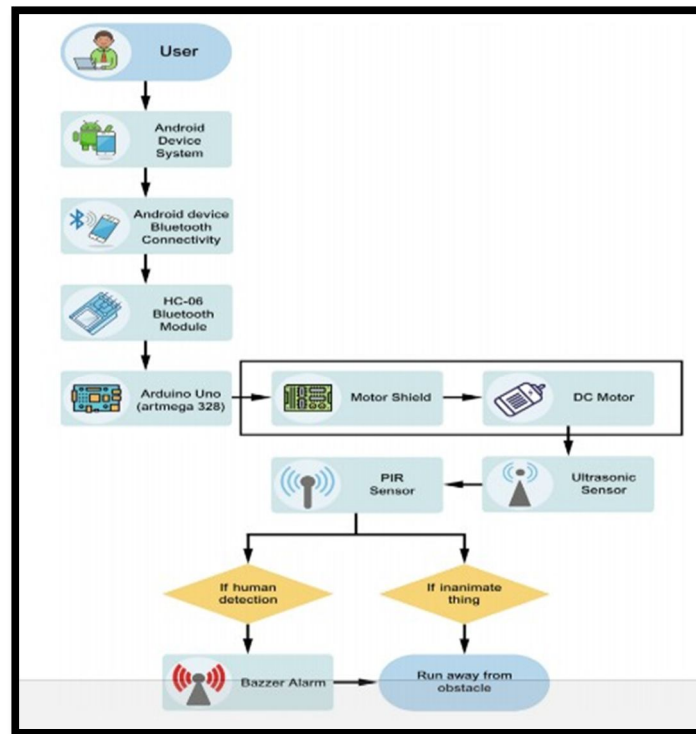 User
Android
Device
System
Android device
Bluetooth
Connectivity
HC-06
Bluetooth
Module
Arduino Uno
(artmega 328)
Motor Shield
DC Motor
PIR
Sensor
Ultrasonic
Sensor
If human
detection
If inanimate
thing
Bazzer Alarm
Run away from
obstacle